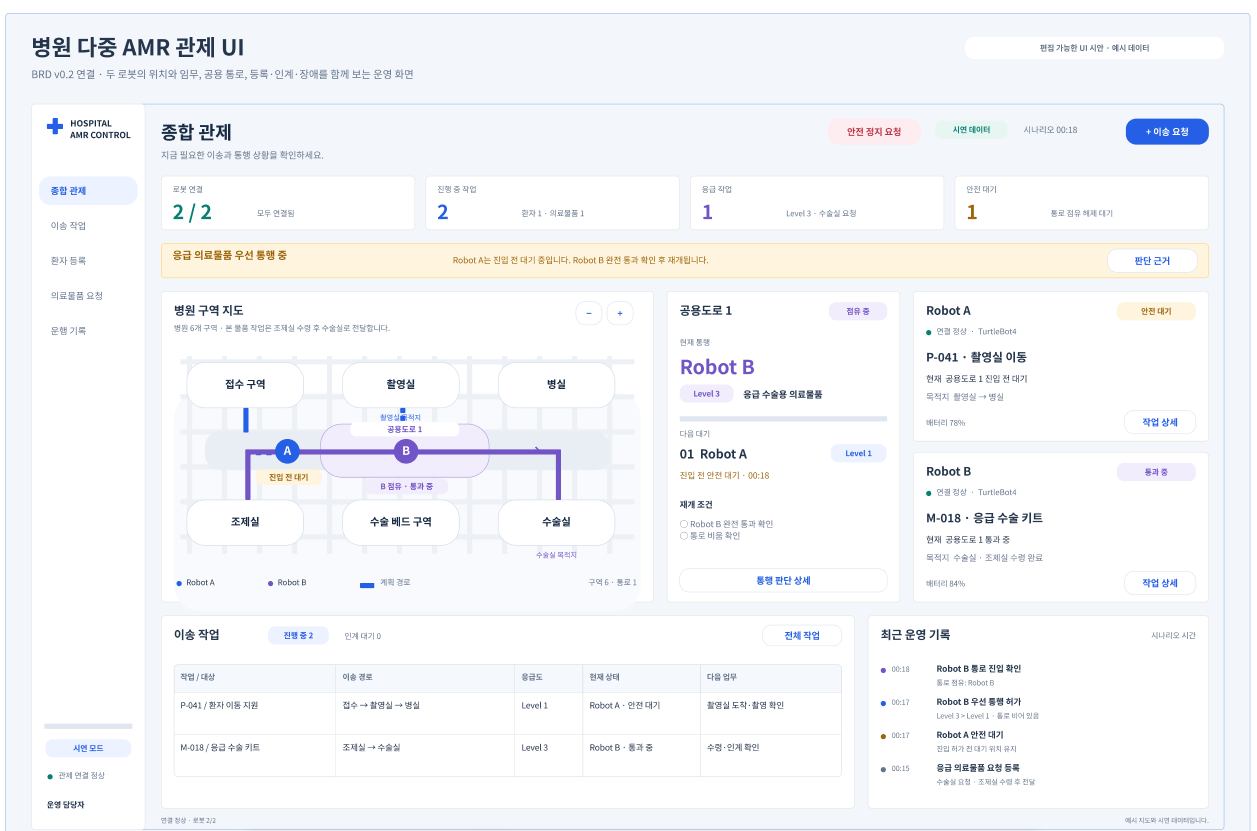 병원 다중 AMR 관제 UI
편집 가능한 UI 시안 · 예시 데이터
BRD v0.2 연결 · 두 로봇의 위치와 임무, 공용 통로, 등록·인계·장애를 함께 보는 운영 화면
HOSPITAL
AMR CONTROL
종합 관제
이송 작업
환자 등록
의료물품 요청
운행 기록
시연 모드
관제 연결 정상
운영 담당자
종합 관제
지금 필요한 이송과 통행 상황을 확인하세요.
안전 정지 요청
시연 데이터
시나리오 00:18
+ 이송 요청
로봇 연결
2 / 2
모두 연결됨
진행 중 작업
2
환자 1 · 의료물품 1
응급 작업
1
Level 3 · 수술실 요청
안전 대기
1
통로 점유 해제 대기
응급 의료물품 우선 통행 중
Robot A는 진입 전 대기 중입니다. Robot B 완전 통과 확인 후 재개됩니다.
판단 근거
병원 구역 지도
− +
병원 6개 구역 · 본 물품 작업은 조제실 수령 후 수술실로 전달합니다.
접수 구역
촬영실
병실
촬영실 목적지
공용도로 1
A
B
진입 전 대기
B 점유 · 통과 중
조제실
수술 베드 구역
수술실
수술실 목적지
Robot A
Robot B
계획 경로
구역 6 · 통로 1
공용도로 1
점유 중
현재 통행
Robot B
Level 3
응급 수술용 의료물품
다음 대기
01 Robot A
Level 1
진입 전 안전 대기 · 00:18
재개 조건
○ Robot B 완전 통과 확인
○ 통로 비움 확인
통행 판단 상세
Robot A
안전 대기
연결 정상 · TurtleBot4
P-041 · 촬영실 이동
현재 공용도로 1 진입 전 대기
목적지 촬영실 → 병실
배터리 78%
작업 상세
Robot B
통과 중
연결 정상 · TurtleBot4
M-018 · 응급 수술 키트
현재 공용도로 1 통과 중
목적지 수술실 · 조제실 수령 완료
배터리 84%
작업 상세
이송 작업
진행 중 2
인계 대기 0
전체 작업
작업 / 대상 이송 경로 응급도 현재 상태 다음 업무
P-041 / 환자 이동 지원 접수 → 촬영실 → 병실 Level 1 Robot A · 안전 대기 촬영실 도착·촬영 확인
M-018 / 응급 수술 키트 조제실 → 수술실 Level 3 Robot B · 통과 중 수령·인계 확인
최근 운영 기록
시나리오 시간
00:18 Robot B 통로 진입 확인
통로 점유: Robot B
00:17 Robot B 우선 통행 허가
Level 3 > Level 1 · 통로 비어 있음
00:17 Robot A 안전 대기
진입 허가 전 대기 위치 유지
00:15 응급 의료물품 요청 등록
수술실 요청 · 조제실 수령 후 전달
연결 정상 · 로봇 2/2
예시 지도와 시연 데이터입니다.